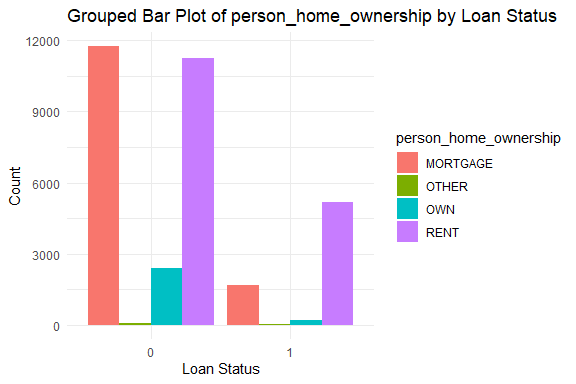 Grouped Bar Plot of person_home_ownership by Loan Status
12000
9000
6000
3000
0
Count
0
1
Loan Status
person_home_ownership
MORTGAGE
OTHER
OWN
RENT